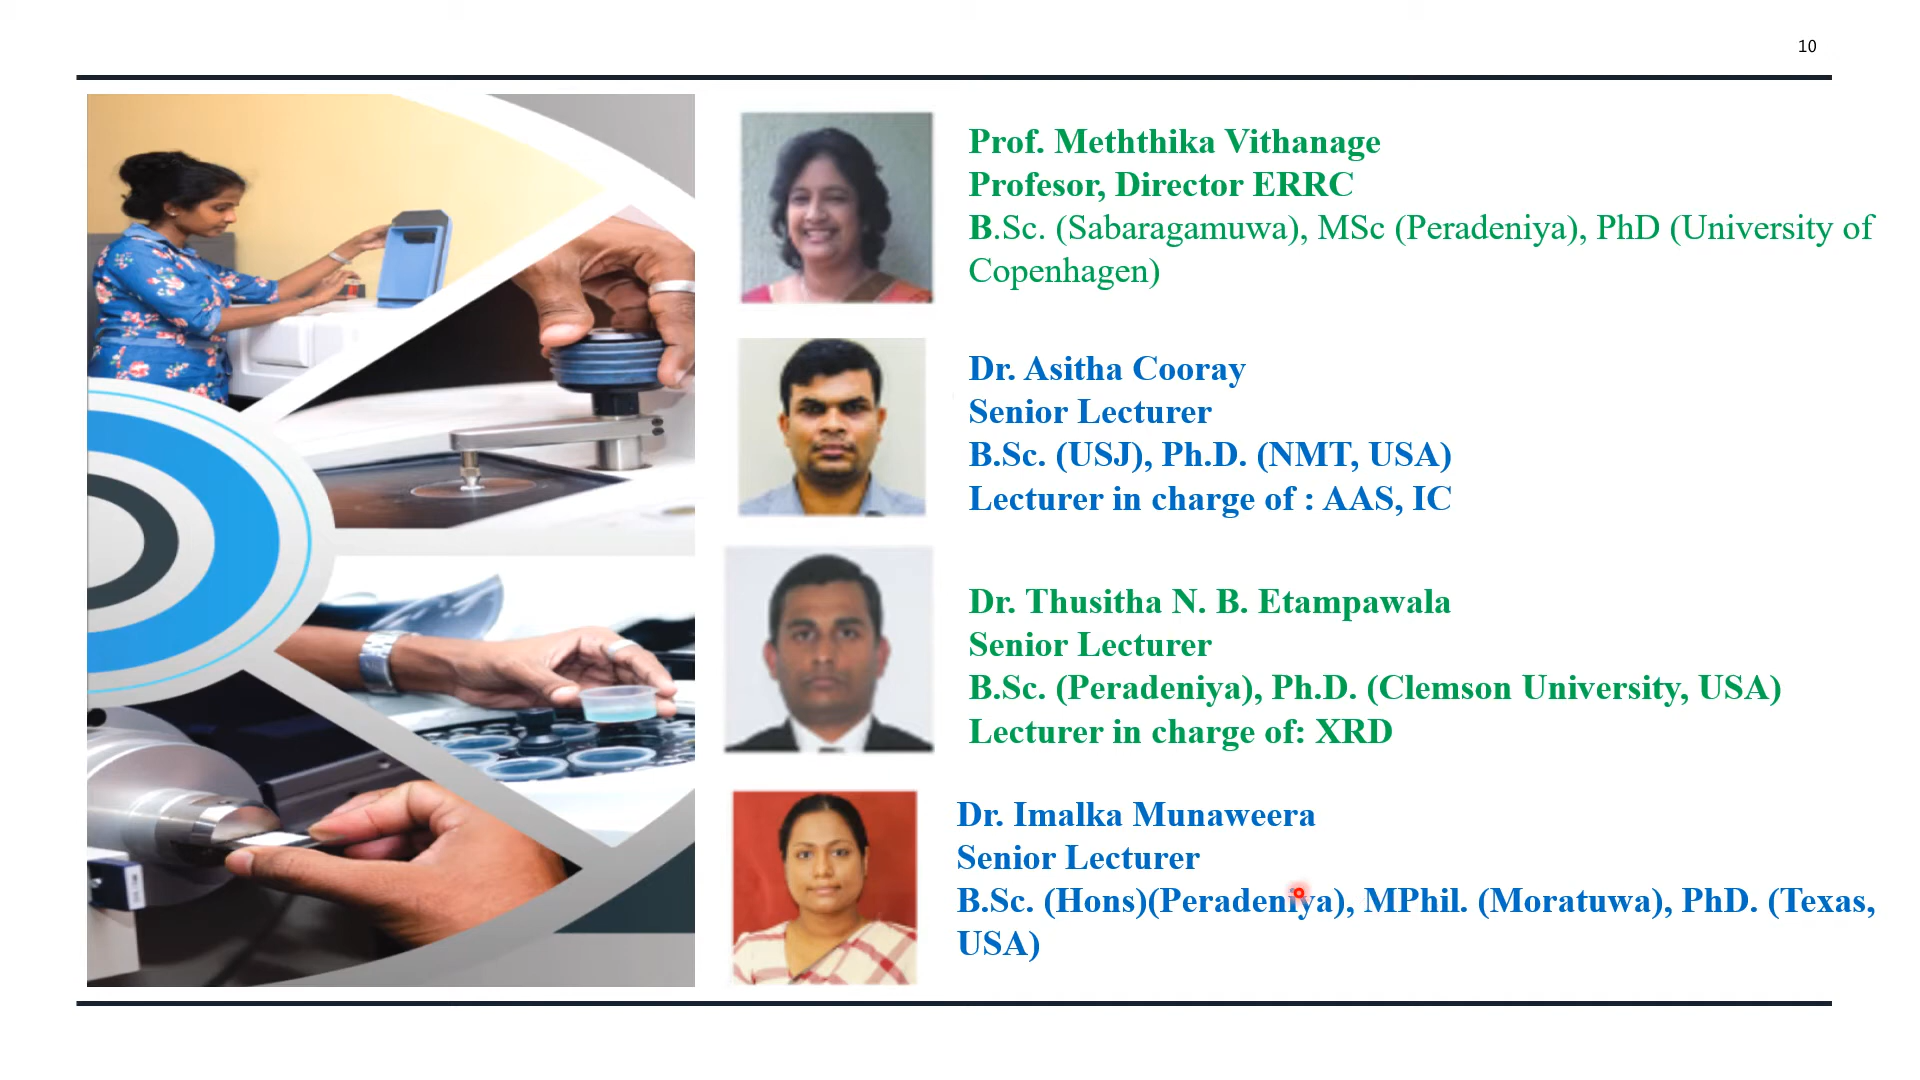 10
Prof. Meththika Vithanage
Profesor, Director ERRC
B.Sc. (Sabaragamuwa), MSc (Peradeniya), PhD (University of
Copenhagen)
Dr. Asitha Cooray
Senior Lecturer
B.Sc. (USJ), Ph.D. (NMT, USA)
Lecturer in charge of : AAS, IC
Dr. Thusitha N. B. Etampawala
Senior Lecturer
B.Sc. (Peradeniya), Ph.D. (Clemson University, USA)
Lecturer in charge of: XRD
Dr. Imalka Munaweera
Senior Lecturer
B.Sc. (Hons)(Peradeniya), MPhil. (Moratuwa), PhD. (Texas,
USA)